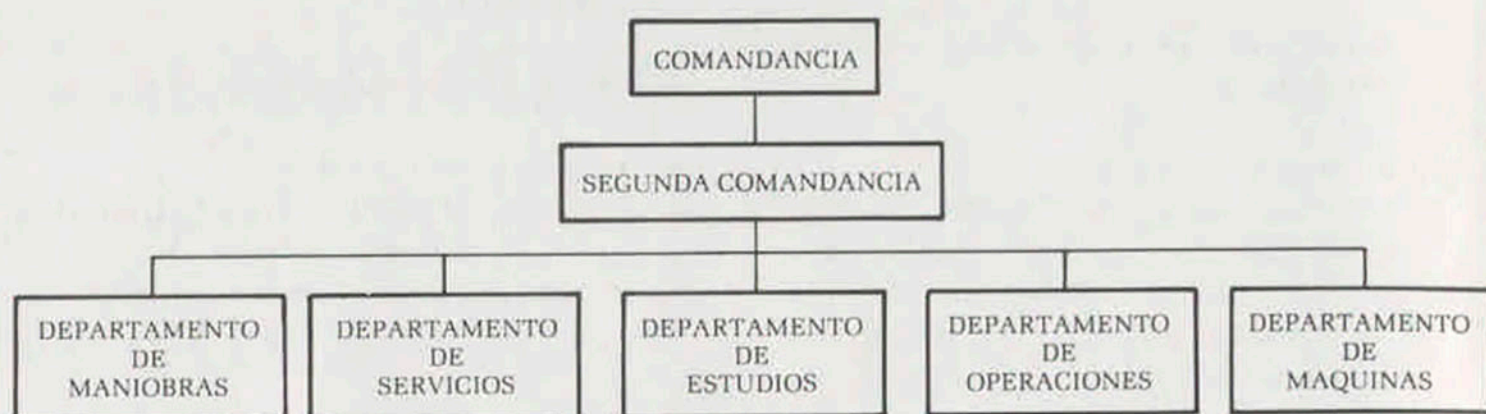 COMANDANCIA
SEGUNDA COMANDANCIA
DEPARTAMENTO
DE
MANIOBRAS
DEPARTAMENTO
DE
SERVICIOS
DEPARTAMENTO
DE
ESTUDIOS
DEPARTAMENTO
DE
OPERACIONES
DEPARTAMENTO
DE
MAQUINAS